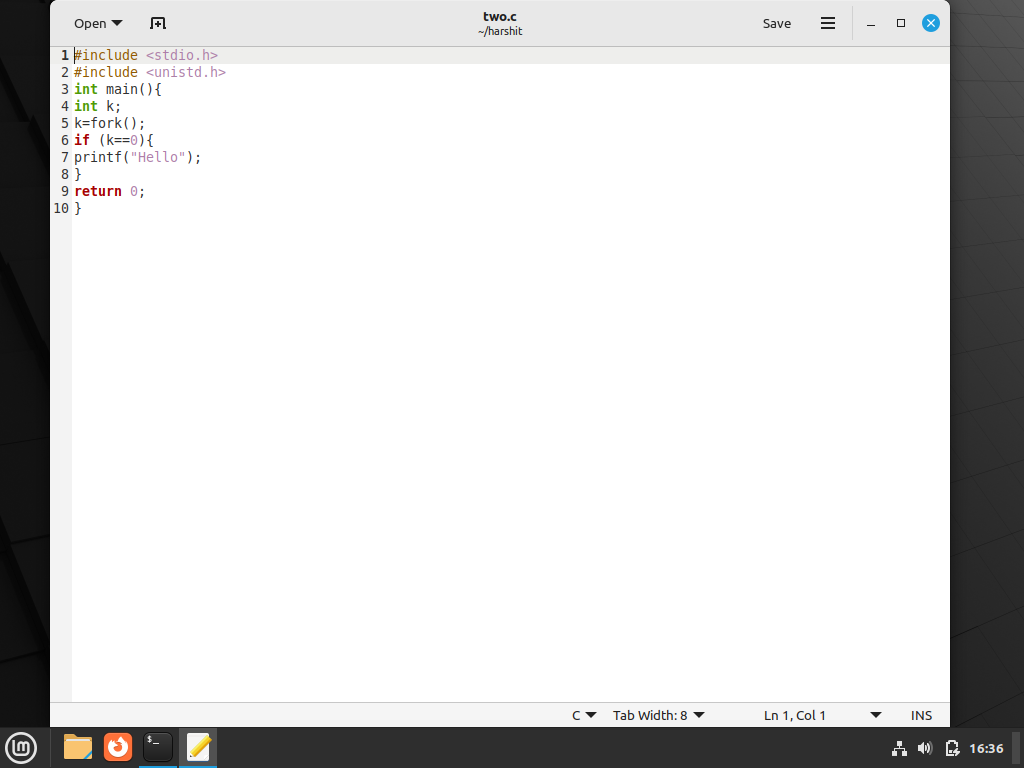 Open
two.c
~/harshit
Save
1 #include <stdio.h>
2 #include <unistd.h>
3 int main(){
4 int k;
5 k=fork();
6 if (k==0){
7 printf("Hello");
8 }
9 return 0;
10 }
C
Tab Width: 8
Ln 1, Col 1
INS
$_
16:36